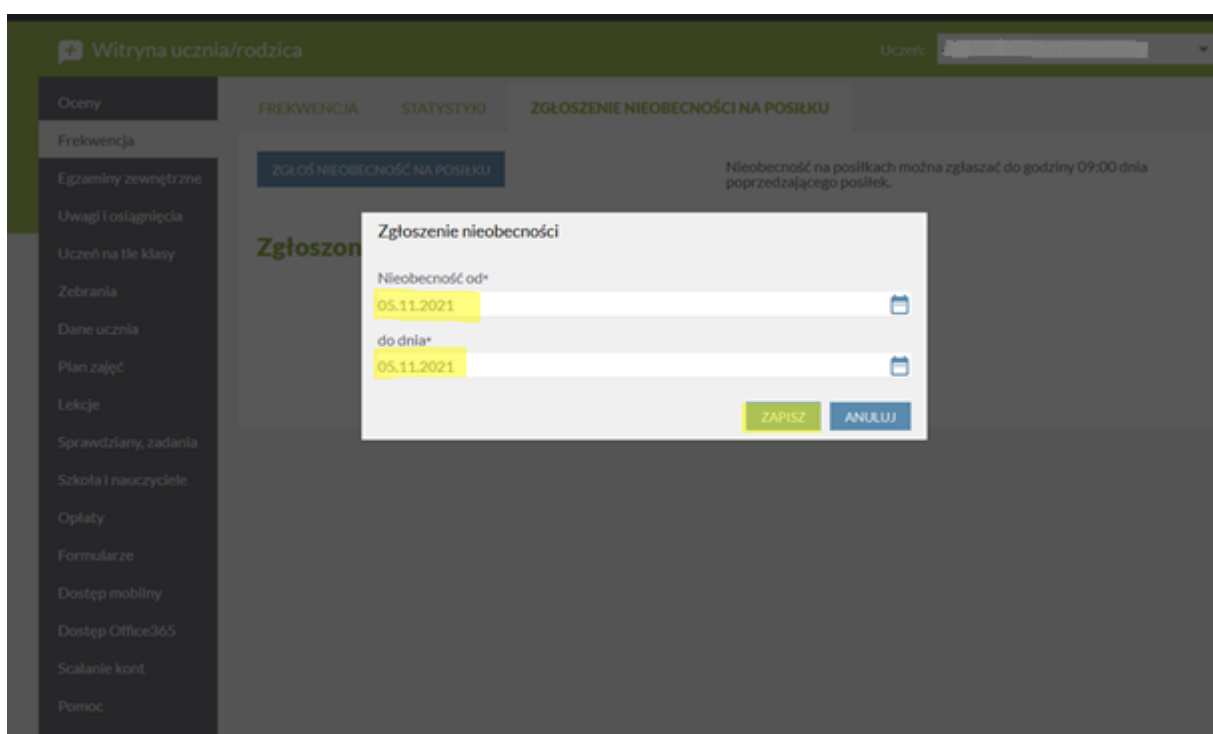 Witryna ucznia/rodzica
Uczeń:
Oceny
Frekwencja
Egzaminy zewnętrzne
Uwagi i osiągnięcia
Uczeń na tle klasy
Zebrania
Dane ucznia
Plan zajęć
Lekcje
Sprawdziany, zadania
Szkoła i nauczyciele
Opłaty
Formularze
Dostęp mobilny
Dostęp Office365
Scalanie kont
Pomoc
FREKWENCJA STATYSTYKI ZGŁOSZENIE NIEOBECNOŚCI NA POSIŁKU
ZGŁOŚ NIEOBECNOŚĆ NA POSIŁKU
Nieobecność na posiłkach można zgłaszać do godziny 09:00 dnia
poprzedzającego posiłek.
Zgłoszon
Zgłoszenie nieobecności
Nieobecność od*
05.11.2021
do dnia*
05.11.2021
ZAPISZ ANULUJ